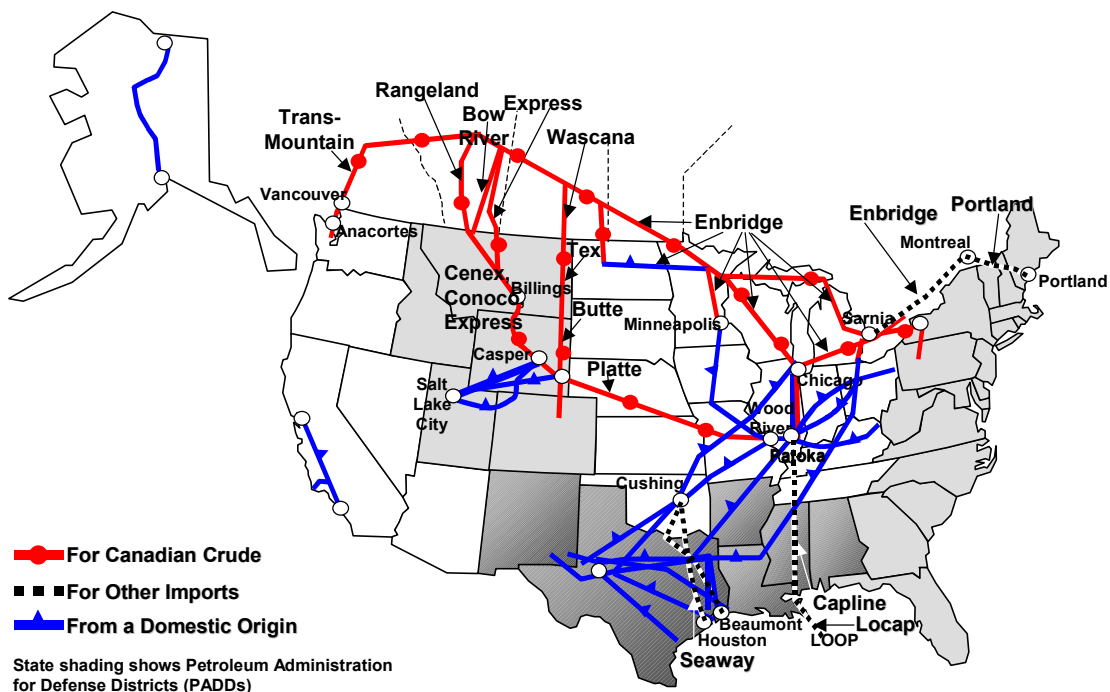 Rangeland
Bow
River
Express
Trans-
Mountain
Wascana
Vancouver
Anacortes
Enbridge
Enbridge
Portland
Montreal
Portland
Tex
Cenex,
Conoco,
Express
Billings
Butte
Minneapolis
Sarnia
Casper
Platte
Chicago
Salt
Lake
City
Wood
River
Patoka
Cushing
For Canadian Crude
For Other Imports
From a Domestic Origin
Capline
Locap
LOOP
Beaumont
Houston
Seaway
State shading shows Petroleum Administration
for Defense Districts (PADDs)